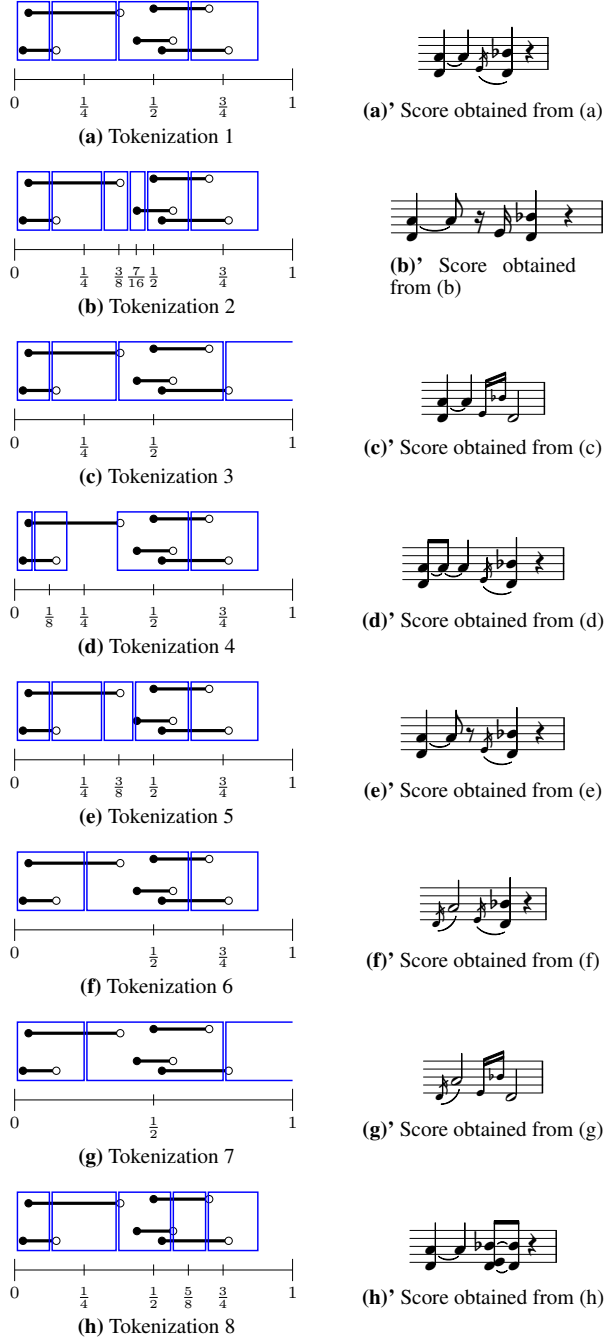 0 1/4 1/2 3/4 1
(a) Tokenization 1
(a)’ Score obtained from (a)
0 1/4 3/8 7/16 1/2 3/4 1
(b) Tokenization 2
(b)’ Score obtained
from (b)
0 1/4 1/2 1
(c) Tokenization 3
(c)’ Score obtained from (c)
0 1/8 1/4 1/2 3/4 1
(d) Tokenization 4
(d)’ Score obtained from (d)
0 1/4 3/8 1/2 3/4 1
(e) Tokenization 5
(e)’ Score obtained from (e)
0 1/2 3/4 1
(f) Tokenization 6
(f)’ Score obtained from (f)
0 1/2 1
(g) Tokenization 7
(g)’ Score obtained from (g)
0 1/4 1/2 5/8 3/4 1
(h) Tokenization 8
(h)’ Score obtained from (h)